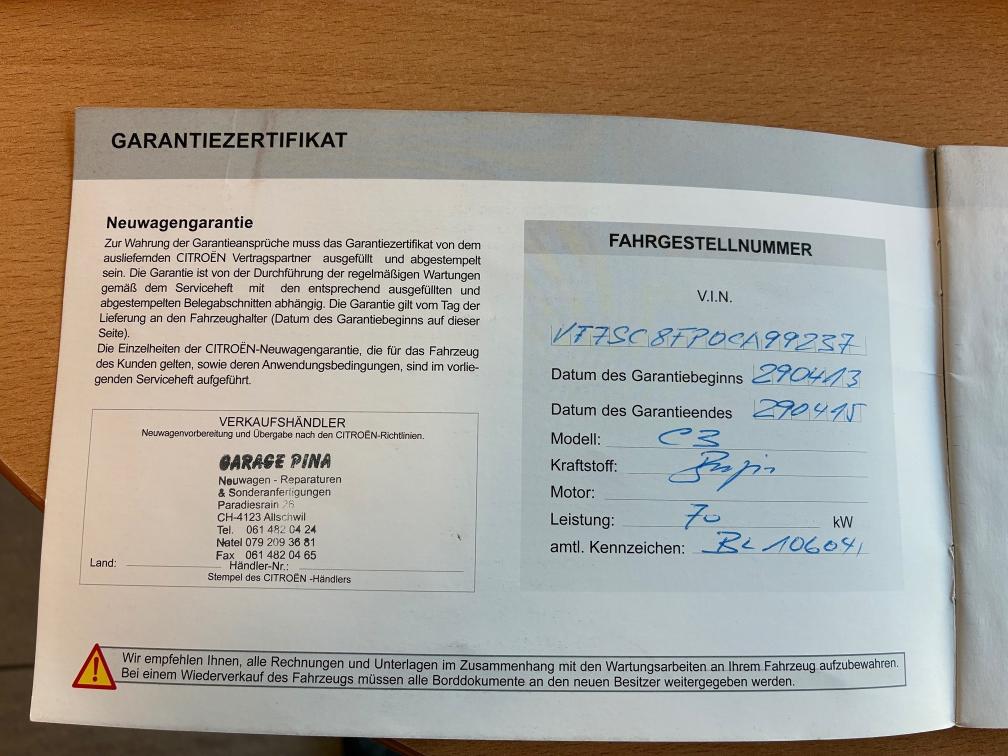 GARANTIEZERTIFIKAT
Neuwagengarantie
Zur Wahrung der Garantieansprüche muss das Garantiezertifikat von dem
ausliefernden CITROËN Vertragspartner ausgefüllt und abgestempelt
sein. Die Garantie ist von der Durchführung der regelmäßigen Wartungen
gemäß dem Serviceheft mit den entsprechend ausgefüllten und
abgestempelten Belegabschnitten abhängig. Die Garantie gilt vom Tag der
Lieferung an den Fahrzeughalter (Datum des Garantiebeginns auf dieser
Seite).
Die Einzelheiten der CITROËN-Neuwagengarantie, die für das Fahrzeug
des Kunden gelten, sowie deren Anwendungsbedingungen, sind im vorlie-
genden Serviceheft aufgeführt.
VERKAUFSHÄNDLER
Neuwagenvorbereitung und Übergabe nach den CITROËN-Richtlinien.
GARAGE PINA
Neuwagen - Reparaturen
& Sonderanfertigungen
Paradiesrain 26
CH-4123 Allschwil
Tel. 061 482 04 24
Natel 079 209 36 81
Fax 061 482 04 65
Land: Händler-Nr.:
Stempel des CITROËN -Händlers
FAHRGESTELLNUMMER
V.I.N.
VF7SC8FP0CA99237
Datum des Garantiebeginns 290413
Datum des Garantieendes 290415
Modell: C3
Kraftstoff: Benzin
Motor:
Leistung: 70 kW
amtl. Kennzeichen: BL 106041
Wir empfehlen Ihnen, alle Rechnungen und Unterlagen im Zusammenhang mit den Wartungsarbeiten an Ihrem Fahrzeug aufzubewahren.
Bei einem Wiederverkauf des Fahrzeugs müssen alle Borddokumente an den neuen Besitzer weitergegeben werden.